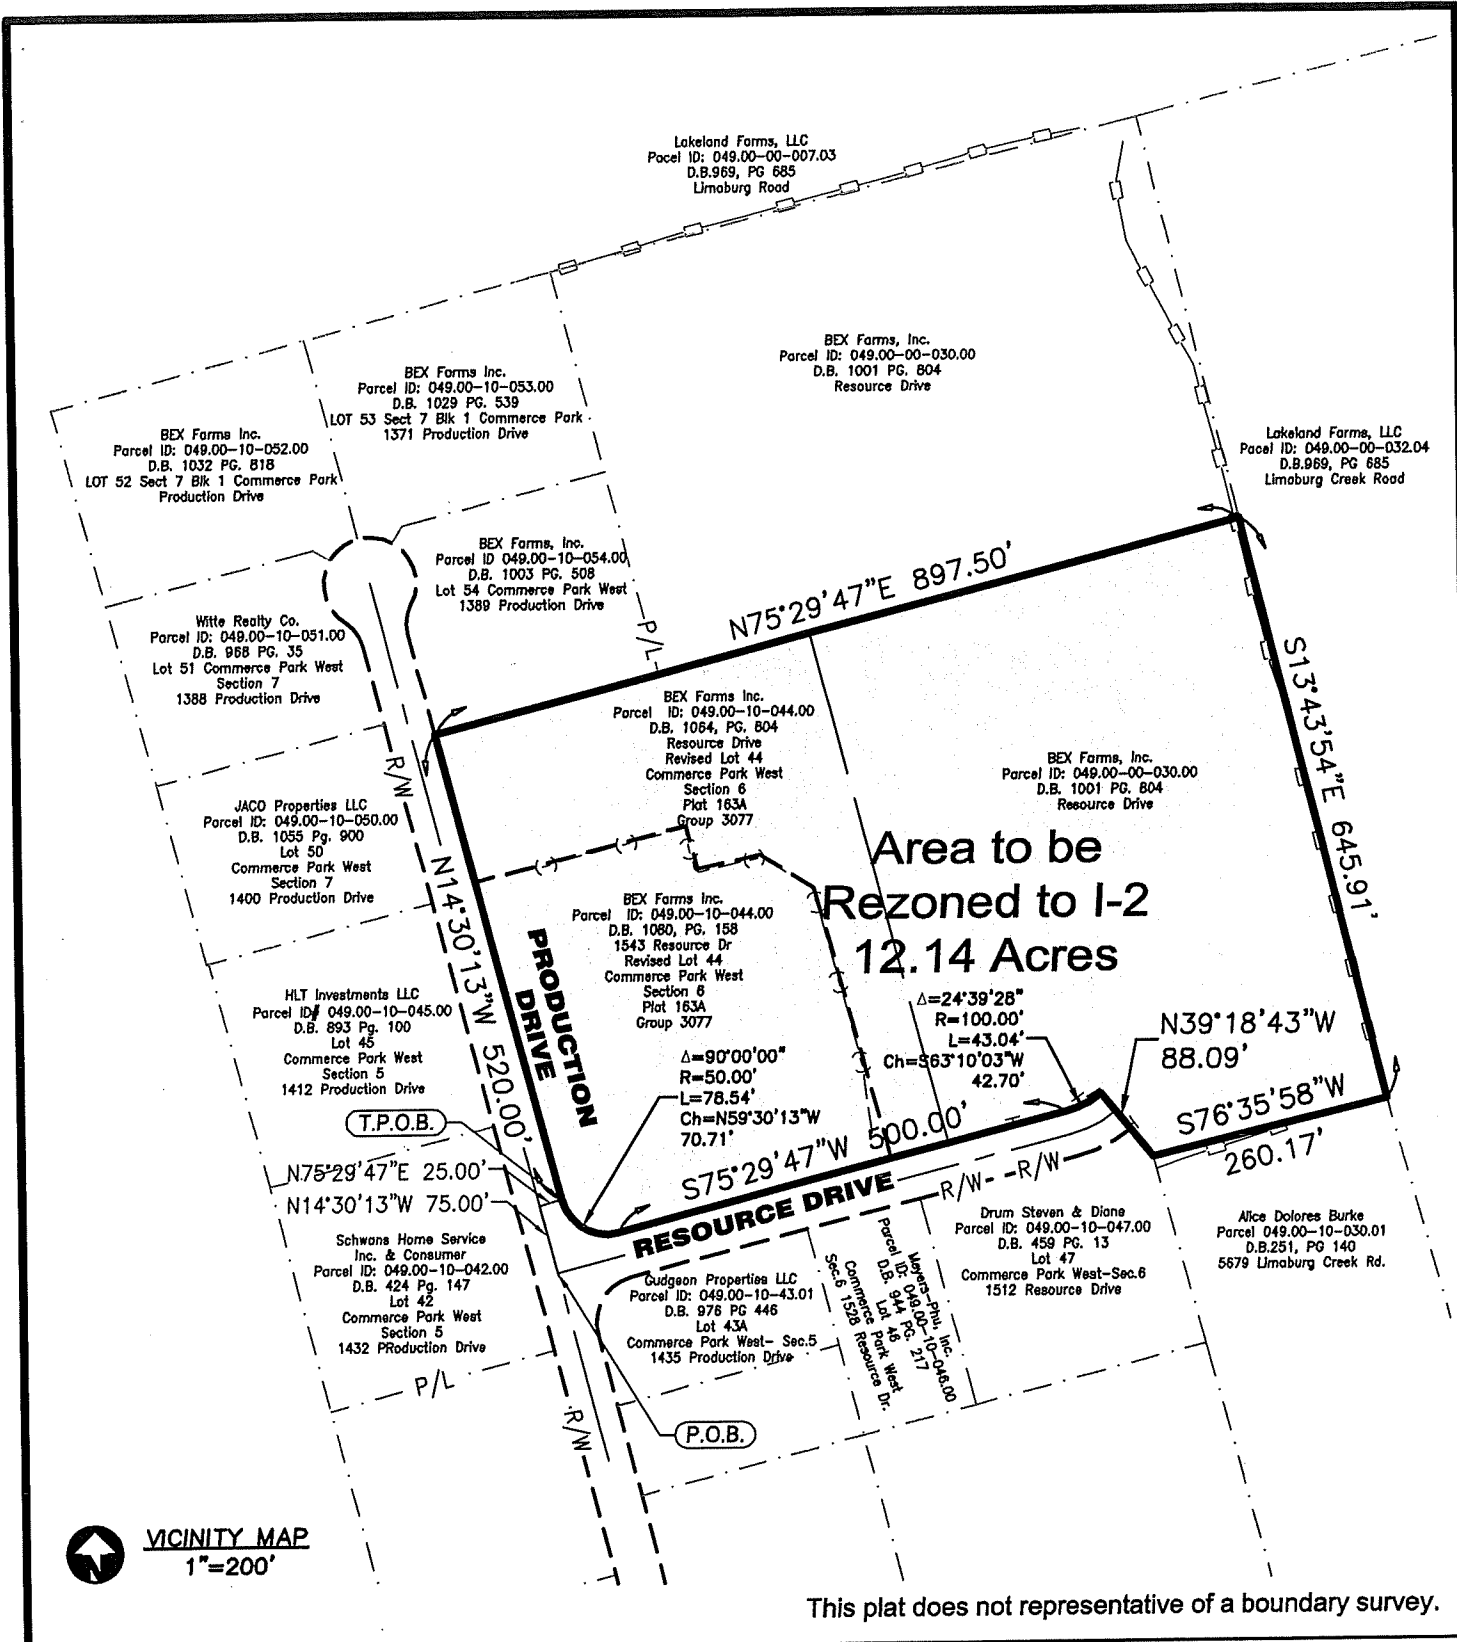 Lakeland Farms, LLC
Pacel ID: 049.00-00-007.03
D.B.969, PG 685
Limaburg Road
BEX Farms, Inc.
Parcel ID: 049.00-00-030.00
D.B. 1001 PG. 804
Resource Drive
BEX Farms Inc.
Parcel ID: 049.00-10-053.00
D.B. 1029 PG. 539
LOT 53 Sect 7 Blk 1 Commerce Park
1371 Production Drive
BEX Farms Inc.
Parcel ID: 049.00-10-052.00
D.B. 1032 PG. 818
LOT 52 Sect 7 Blk 1 Commerce Park
Production Drive
Lakeland Farms, LLC
Pacel ID: 049.00-00-032.04
D.B.969, PG 685
Limaburg Creek Road
BEX Farms, Inc.
Parcel ID 049.00-10-054.00
D.B. 1003 PG. 508
Lot 54 Commerce Park West
1389 Production Drive
Witte Realty Co.
Parcel ID: 049.00-10-051.00
D.B. 968 PG. 35
Lot 51 Commerce Park West
Section 7
1388 Production Drive
P/L
N75°29'47"E 897.50'
S13°43'54"E 645.91'
BEX Farms Inc.
Parcel ID: 049.00-10-044.00
D.B. 1064, PG. 804
Resource Drive
Revised Lot 44
Commerce Park West
Section 6
Plat 163A
Group 3077
BEX Farms, Inc.
Parcel ID: 049.00-00-030.00
D.B. 1001 PG. 804
Resource Drive
R/W
JACO Properties LLC
Parcel ID: 049.00-10-050.00
D.B. 1055 Pg. 900
Lot 50
Commerce Park West
Section 7
1400 Production Drive
Area to be
Rezoned to I-2
12.14 Acres
N14°30'13"W 520.00'
PRODUCTION
DRIVE
BEX Farms Inc.
Parcel ID: 049.00-10-044.00
D.B. 1080, PG. 158
1543 Resource Dr
Revised Lot 44
Commerce Park West
Section 6
Plat 163A
Group 3077
HLT Investments LLC
Parcel ID# 049.00-10-045.00
D.B. 893 Pg. 100
Lot 45
Commerce Park West
Section 5
1412 Production Drive
Δ=24°39'28"
R=100.00'
L=43.04'
Ch=S63°10'03"W
42.70'
N39°18'43"W
88.09'
Δ=90°00'00"
R=50.00'
L=78.54'
Ch=N59°30'13"W
70.71'
S76°35'58"W
260.17'
T.P.O.B.
S75°29'47"W 500.00'
N75°29'47"E 25.00'
N14°30'13"W 75.00'
RESOURCE DRIVE
R/W
R/W
Schwans Home Service
Inc. & Consumer
Parcel ID: 049.00-10-042.00
D.B. 424 Pg. 147
Lot 42
Commerce Park West
Section 5
1432 PRoduction Drive
Gudgeon Properties LLC
Parcel ID: 049.00-10-43.01
D.B. 976 PG 446
Lot 43A
Commerce Park West- Sec.5
1435 Production Drive
Meyers-Phil, Inc.
Parcel ID: 049.00-10-046.00
D.B. 944 PG. 217
Lot 46
Commerce Park West
Sec.6 1528 Resource Dr.
Drum Steven & Diane
Parcel ID: 049.00-10-047.00
D.B. 459 PG. 13
Lot 47
Commerce Park West-Sec.6
1512 Resource Drive
Alice Dolores Burke
Parcel 049.00-10-030.01
D.B.251, PG 140
5679 Limaburg Creek Rd.
P/L
R/W
P.O.B.
N
VICINITY MAP
1"=200'
This plat does not representative of a boundary survey.